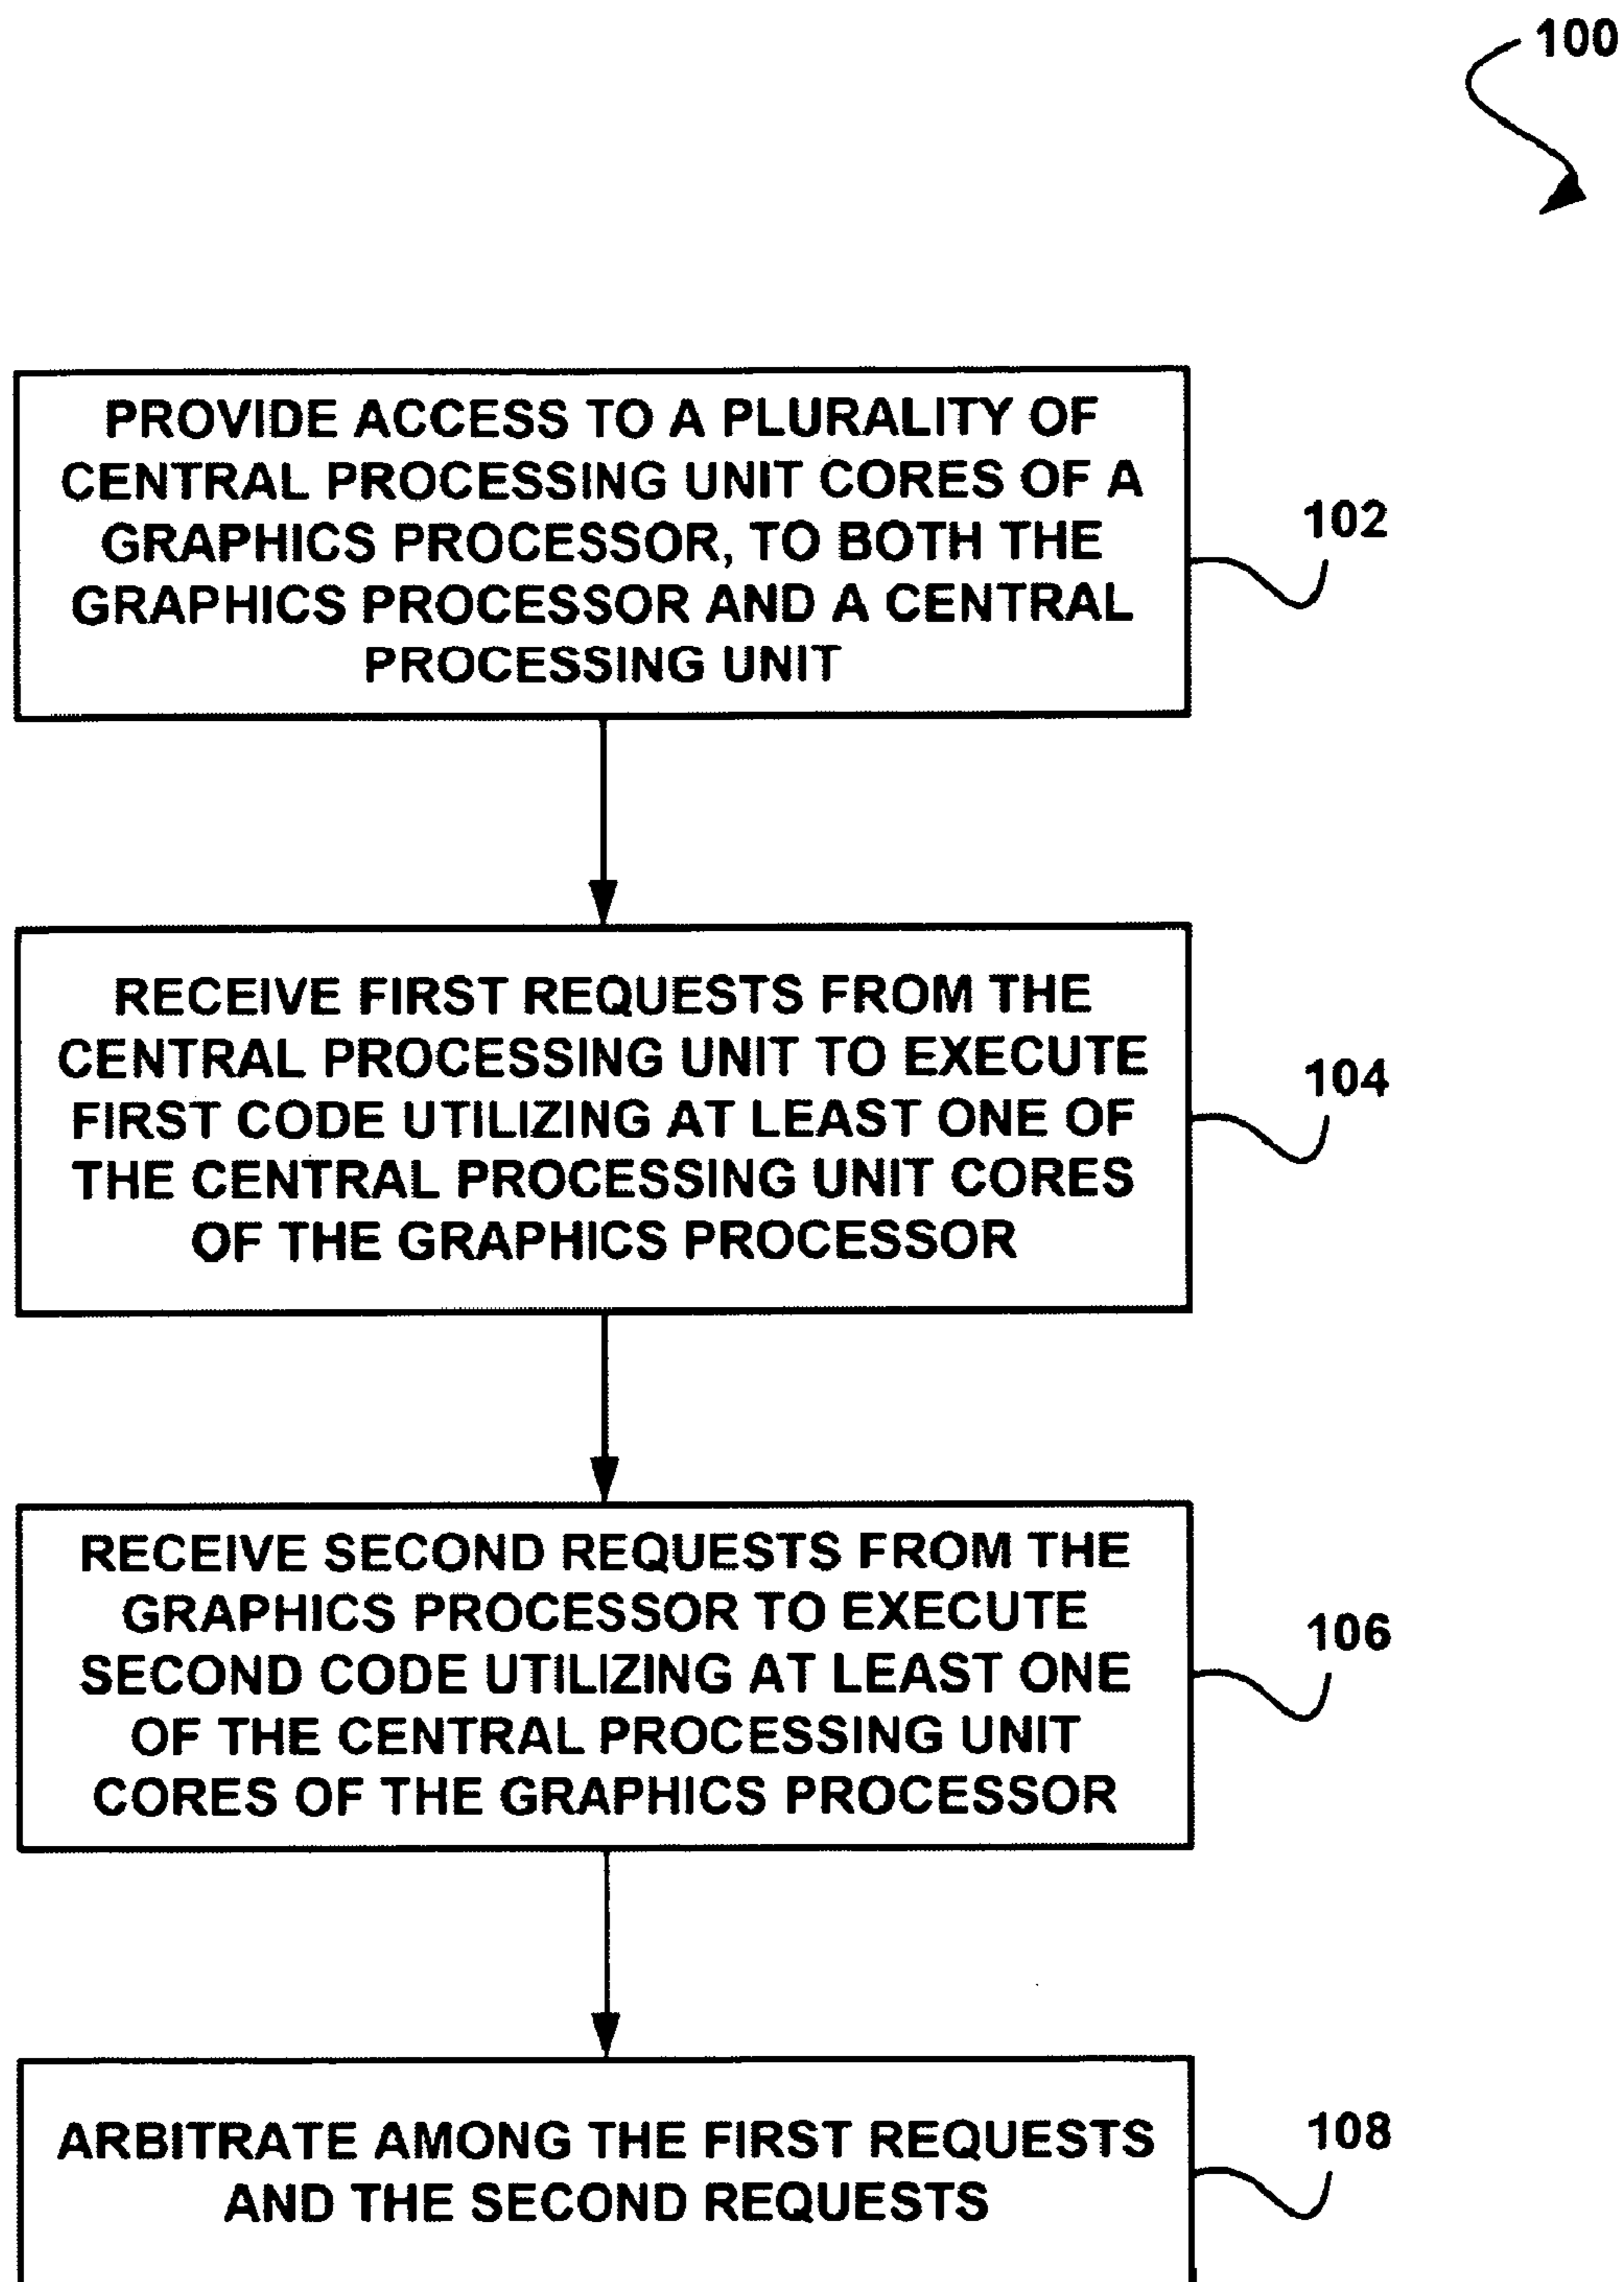 100
PROVIDE ACCESS TO A PLURALITY OF
CENTRAL PROCESSING UNIT CORES OF A
GRAPHICS PROCESSOR, TO BOTH THE
GRAPHICS PROCESSOR AND A CENTRAL
PROCESSING UNIT
102
RECEIVE FIRST REQUESTS FROM THE
CENTRAL PROCESSING UNIT TO EXECUTE
FIRST CODE UTILIZING AT LEAST ONE OF
THE CENTRAL PROCESSING UNIT CORES
OF THE GRAPHICS PROCESSOR
104
RECEIVE SECOND REQUESTS FROM THE
GRAPHICS PROCESSOR TO EXECUTE
SECOND CODE UTILIZING AT LEAST ONE
OF THE CENTRAL PROCESSING UNIT
CORES OF THE GRAPHICS PROCESSOR
106
ARBITRATE AMONG THE FIRST REQUESTS
AND THE SECOND REQUESTS
108